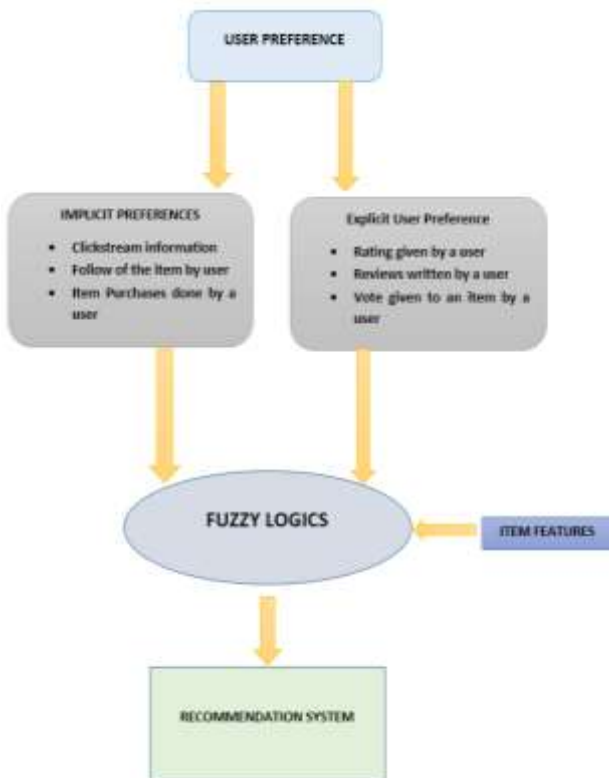 USER PREFERENCE
IMPLICIT PREFERENCES
• Clickstream information
• Follow of the item by user
• Item Purchases done by a
user
Explicit User Preference
• Rating given by a user
• Reviews written by a user
• Vote given to an item by a
user
FUZZY LOGICS
ITEM FEATURES
RECOMMENDATION SYSTEM